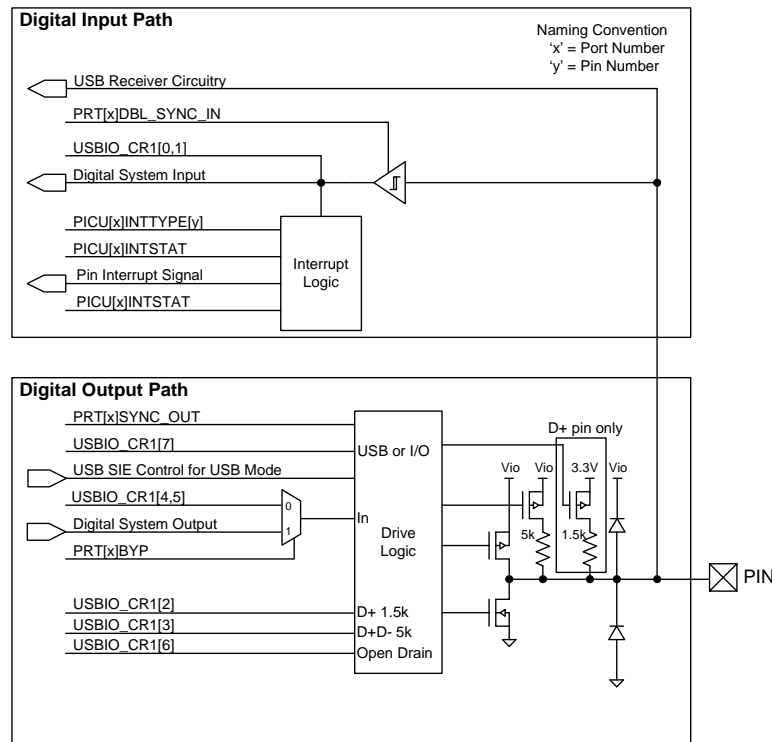 Digital Input Path
Naming Convention
‘x’ = Port Number
‘y’ = Pin Number
USB Receiver Circuitry
PRT[x]DBL_SYNC_IN
USBIO_CR1[0,1]
Digital System Input
PICU[x]INTTYPE[y]
PICU[x]INTSTAT
Pin Interrupt Signal
PICU[x]INTSTAT
Interrupt
Logic
Digital Output Path
PRT[x]SYNC_OUT
USBIO_CR1[7]
USB SIE Control for USB Mode
USBIO_CR1[4,5]
Digital System Output
PRT[x]BYP
0
1
USB or I/O
In
Drive
Logic
D+ pin only
Vio
Vio
3.3V
Vio
5k
1.5k
PIN
USBIO_CR1[2]
USBIO_CR1[3]
USBIO_CR1[6]
D+ 1.5k
D+D- 5k
Open Drain